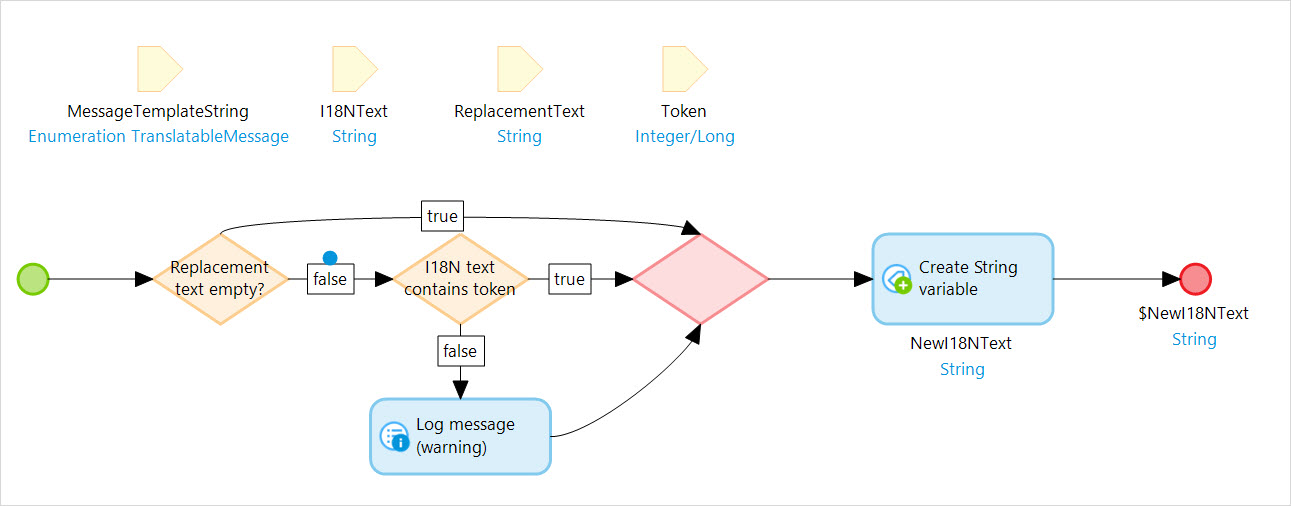 MessageTemplateString
Enumeration TranslatableMessage
I18NText
String
ReplacementText
String
Token
Integer/Long
true
Replacement
text empty?
false
I18N text
contains token
true
Create String
variable
NewI18NText
String
$NewI18NText
String
false
Log message
(warning)